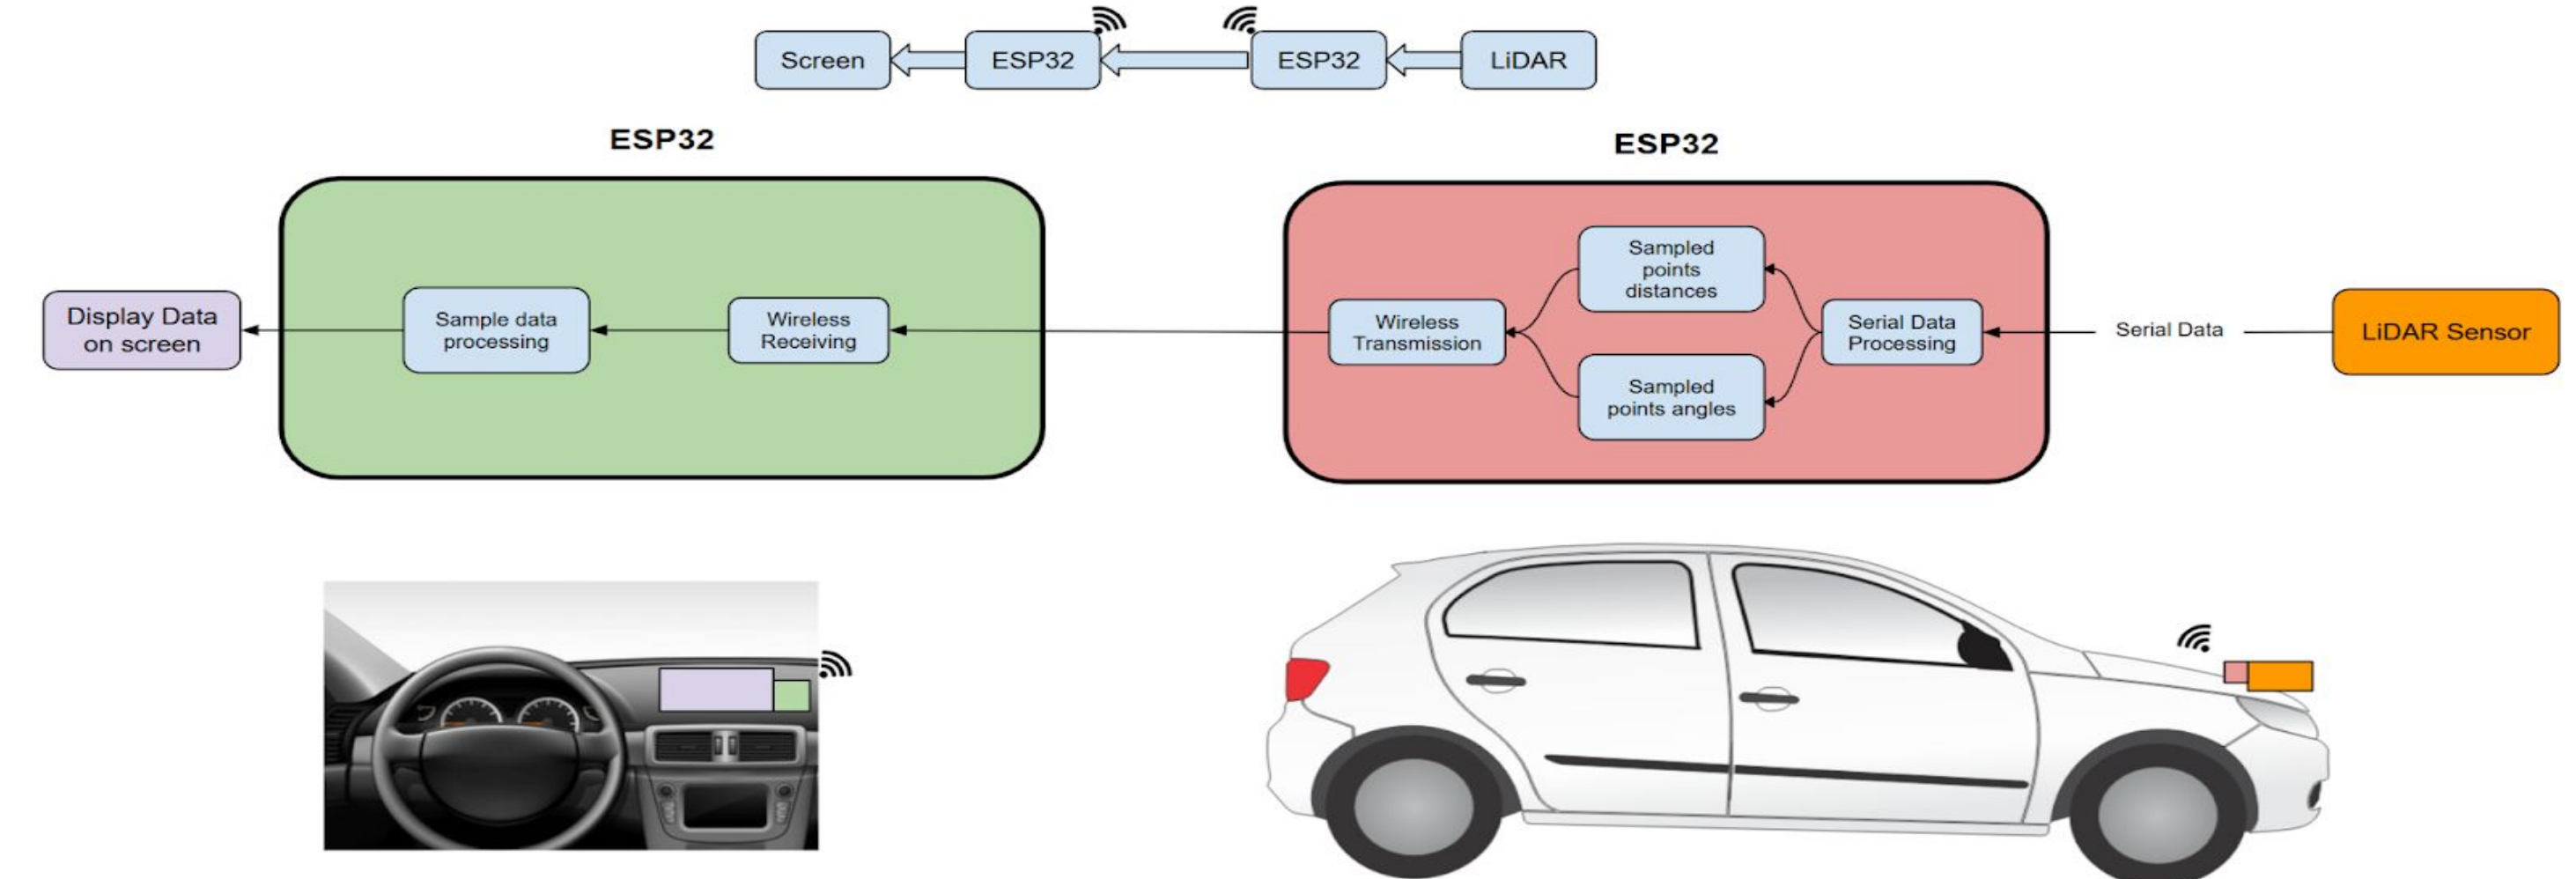 Screen
ESP32
ESP32
LiDAR
ESP32
ESP32
Display Data
on screen
Sample data
processing
Wireless
Receiving
Wireless
Transmission
Sampled
points
distances
Sampled
points angles
Serial Data
Processing
Serial Data
LiDAR Sensor